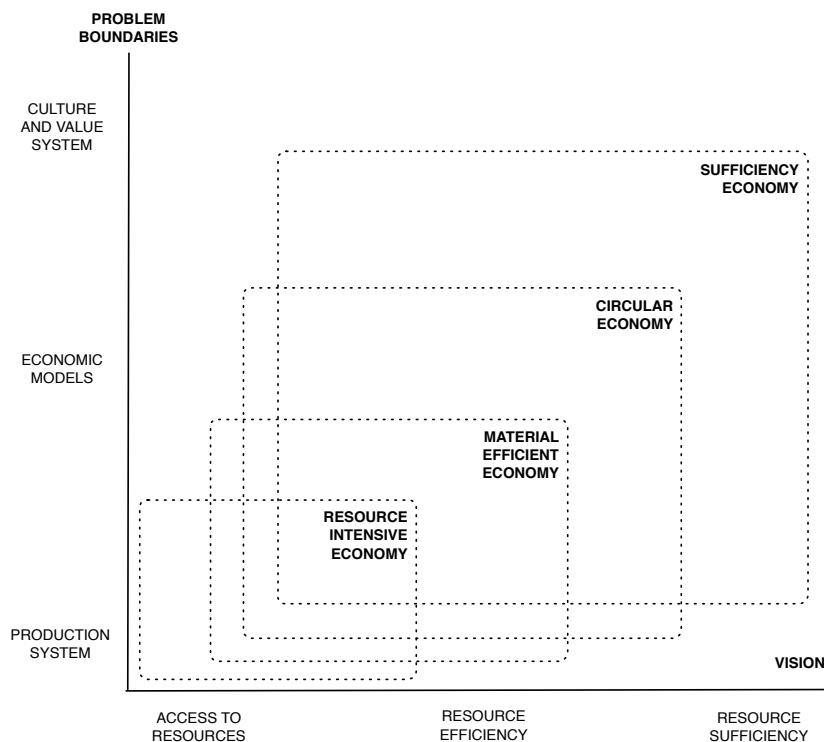 PROBLEM
BOUNDARIES
CULTURE
AND VALUE
SYSTEM
SUFFICIENCY
ECONOMY
CIRCULAR
ECONOMY
ECONOMIC
MODELS
MATERIAL
EFFICIENT
ECONOMY
RESOURCE
INTENSIVE
ECONOMY
PRODUCTION
SYSTEM
VISION
ACCESS TO
RESOURCES
RESOURCE
EFFICIENCY
RESOURCE
SUFFICIENCY